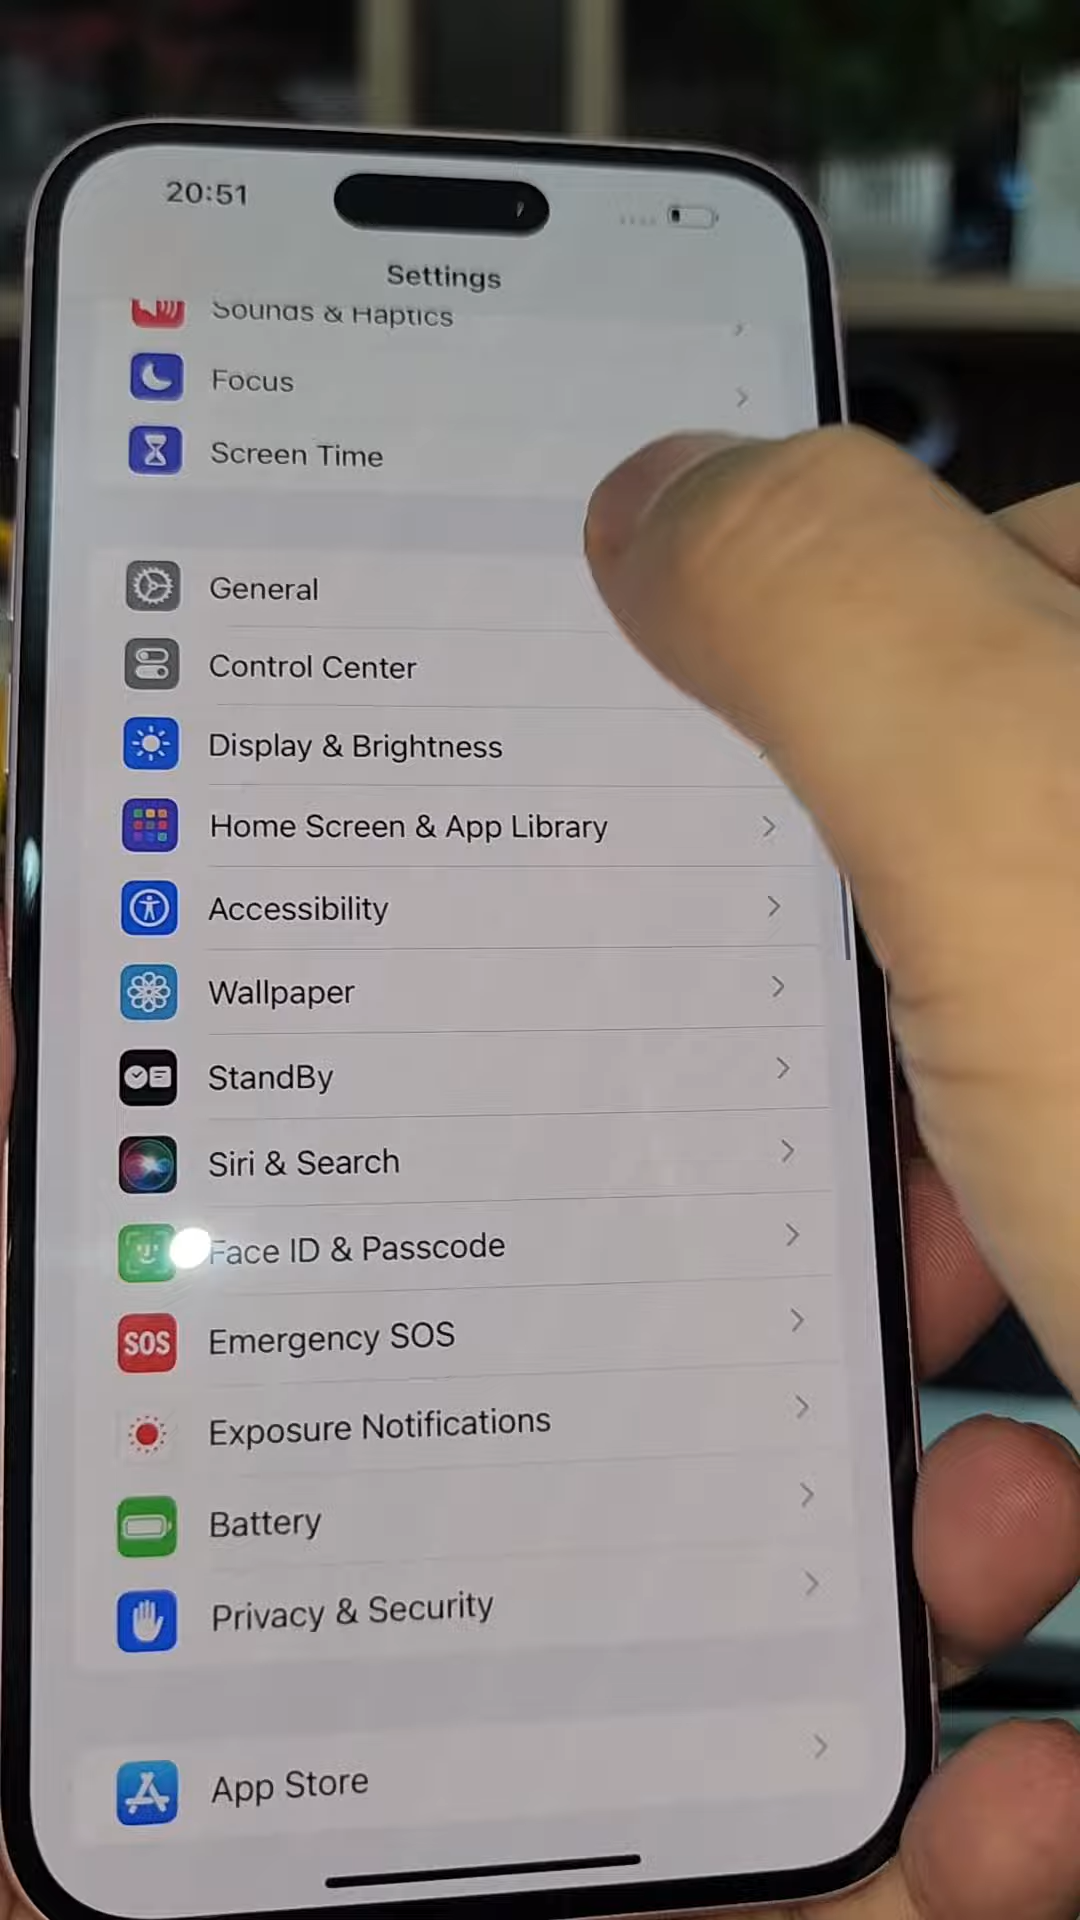 20:51
Settings
Sounds & Haptics
Focus
Screen Time
General
Control Center
Display & Brightness
Home Screen & App Library
Accessibility
Wallpaper
StandBy
Siri & Search
Face ID & Passcode
SOS
Emergency SOS
Exposure Notifications
Battery
Privacy & Security
App Store